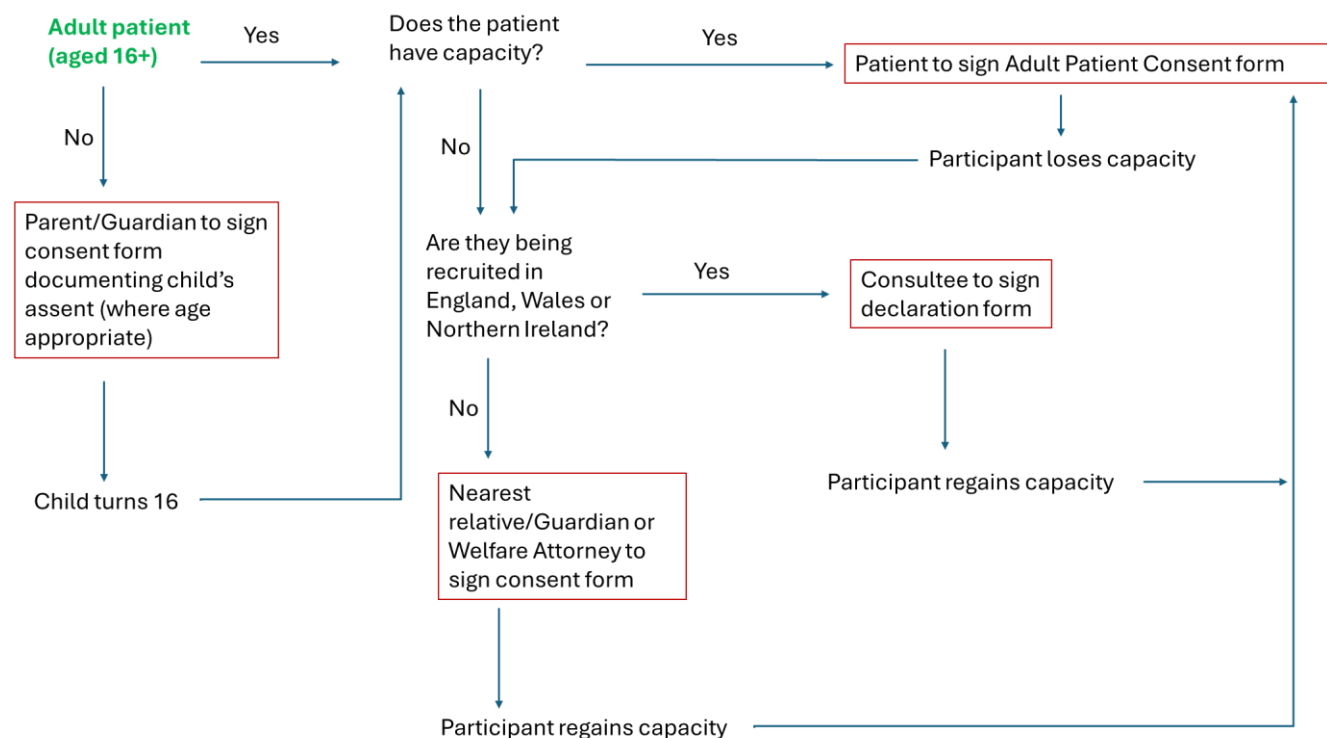 Adult patient
(aged 16+)
Yes
Does the patient
have capacity?
Yes
Patient to sign Adult Patient Consent form
No
No
Participant loses capacity
Parent/Guardian to sign
consent form
documenting child’s
assent (where age
appropriate)
Are they being
recruited in
England, Wales or
Northern Ireland?
Yes
Consultee to sign
declaration form
No
Child turns 16
Nearest
relative/Guardian or
Welfare Attorney to
sign consent form
Participant regains capacity
Participant regains capacity